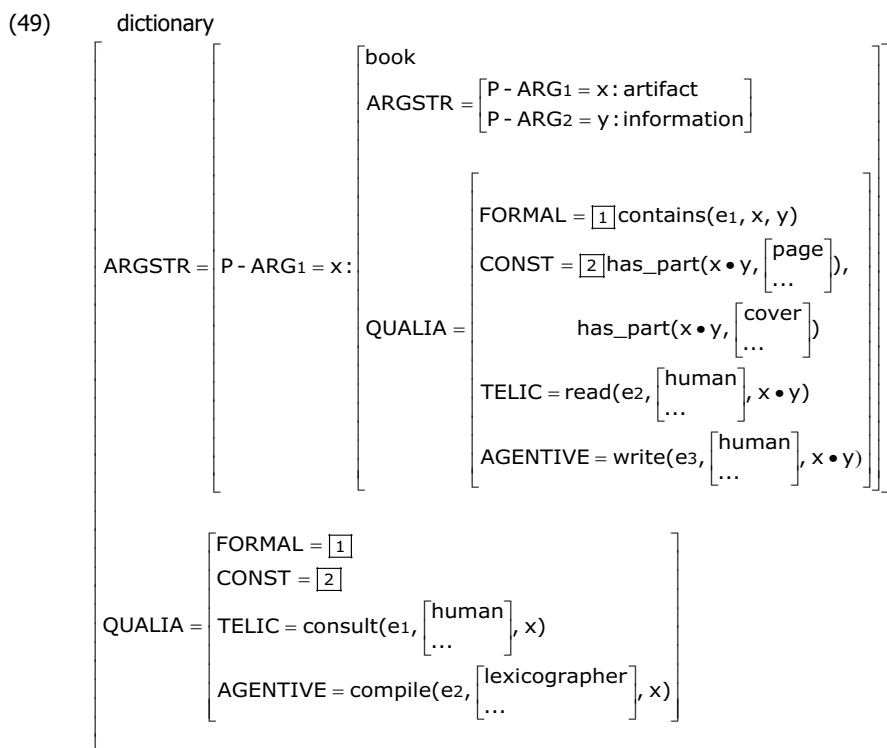 (49) dictionary
book
ARGSTR = P-ARG1 = x: artifact
P-ARG2 = y: information
FORMAL = 1 contains(e1, x, y)
ARGSTR = P-ARG1 = x: CONST = 2 has_part(x • y, page ... ),
QUALIA = has_part(x • y, cover ... )
TELIC = read(e2, human ... , x • y)
AGENTIVE = write(e3, human ... , x • y)
FORMAL = 1
CONST = 2
QUALIA = TELIC = consult(e1, human ... , x)
AGENTIVE = compile(e2, lexicographer ... , x)